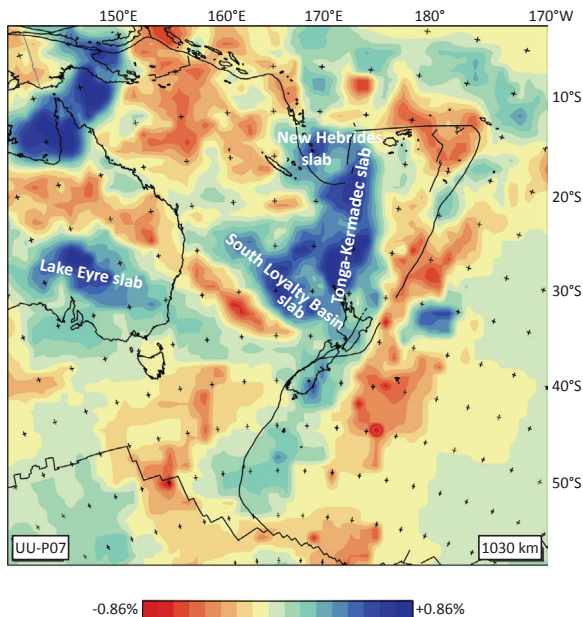 150°E 160°E 170°E 180° 170°W
10°S
New Hebrides
slab
Tonga-Kermadec slab
20°S
South Loyalty Basin
slab
Lake Eyre slab
30°S
40°S
50°S
UU-P07 1030 km
-0.86% +0.86%